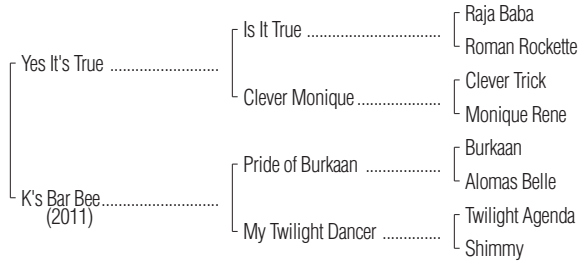 Raja Baba
Is It True ........................................
Roman Rockette
Yes It's True .................................
Clever Trick
Clever Monique .........................
Monique Rene
Burkaan
Pride of Burkaan .......................
Alomas Belle
K's Bar Bee...................................
(2011)
Twilight Agenda
My Twilight Dancer ...................
Shimmy